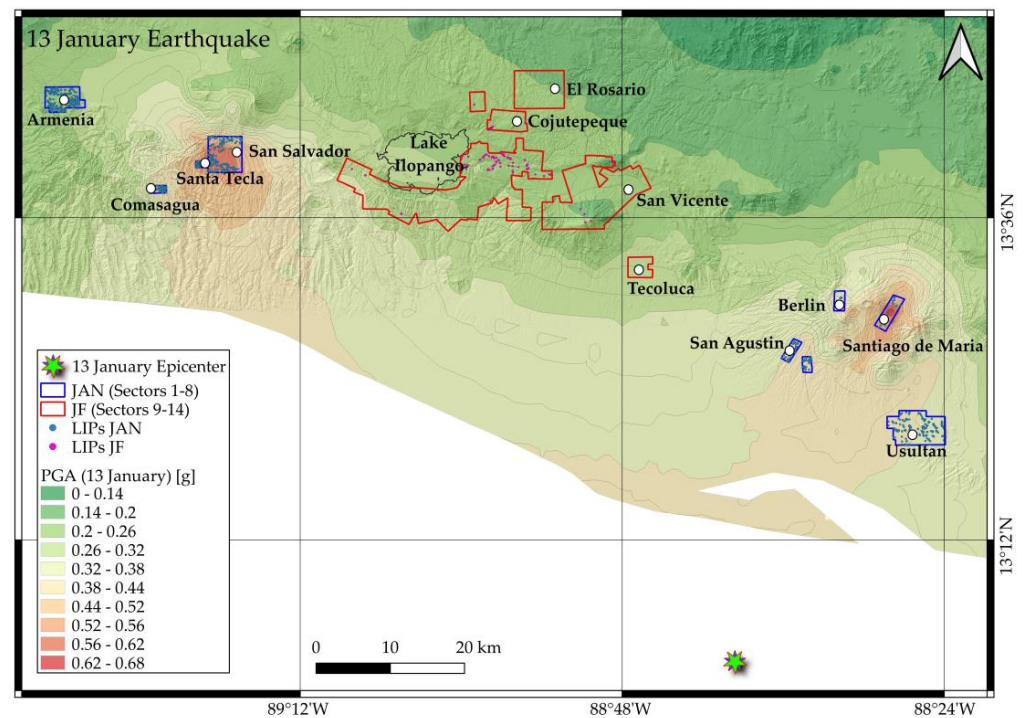 13 January Earthquake
El Rosario
Armenia
Cojutepeque
Lake
Ilopango
San Salvador
Santa Tecla
Comasagua
San Vicente
13°36'N
Tecoluca
Berlin
San Agustin
Santiago de Maria
Usultan
13 January Epicenter
JAN (Sectors 1-8)
JF (Sectors 9-14)
LIPs JAN
LIPs JF
PGA (13 January) [g]
0 - 0.14
0.14 - 0.2
0.2 - 0.26
0.26 - 0.32
0.32 - 0.38
0.38 - 0.44
0.44 - 0.52
0.52 - 0.56
0.56 - 0.62
0.62 - 0.68
13°12'N
0 10 20 km
89°12'W 88°48'W 88°24'W